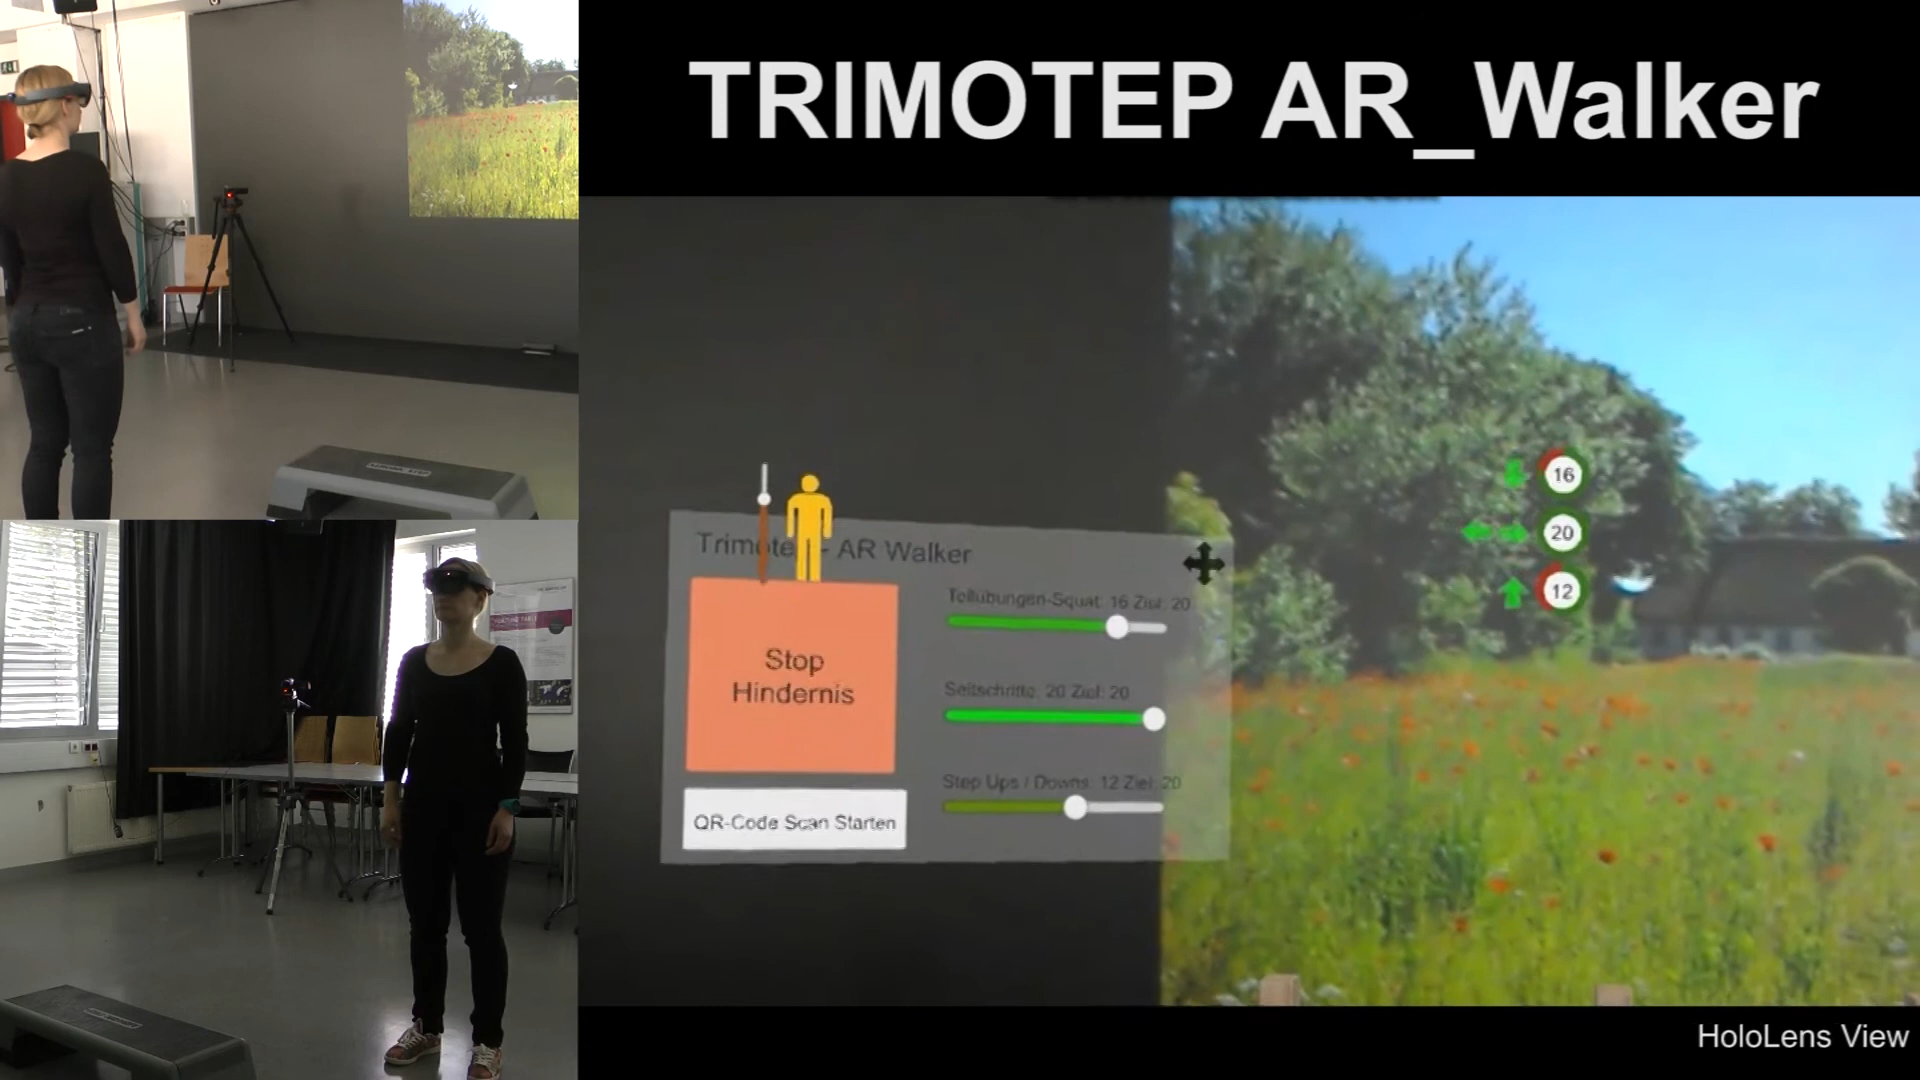 TRIMOTEP AR_Walker
Trimotep - AR Walker
Stop
Hindernis
QR-Code Scan Starten
Teilübungen-Squat: 16 Ziel: 20
Seitschritte: 20 Ziel: 20
Step Ups / Downs: 12 Ziel: 20
16
20
12
HoloLens View